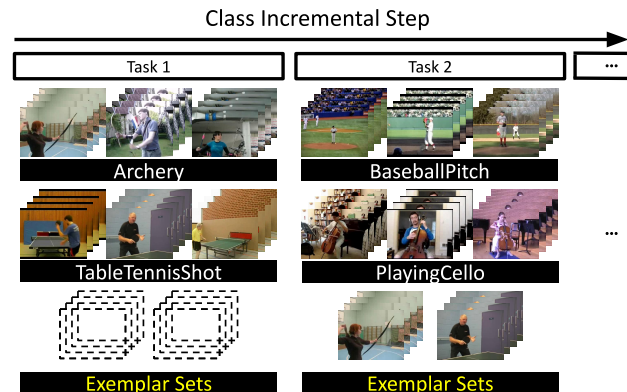 Class Incremental Step
Task 1
Task 2
...
Archery
BaseballPitch
TableTennisShot
PlayingCello
...
Exemplar Sets
Exemplar Sets